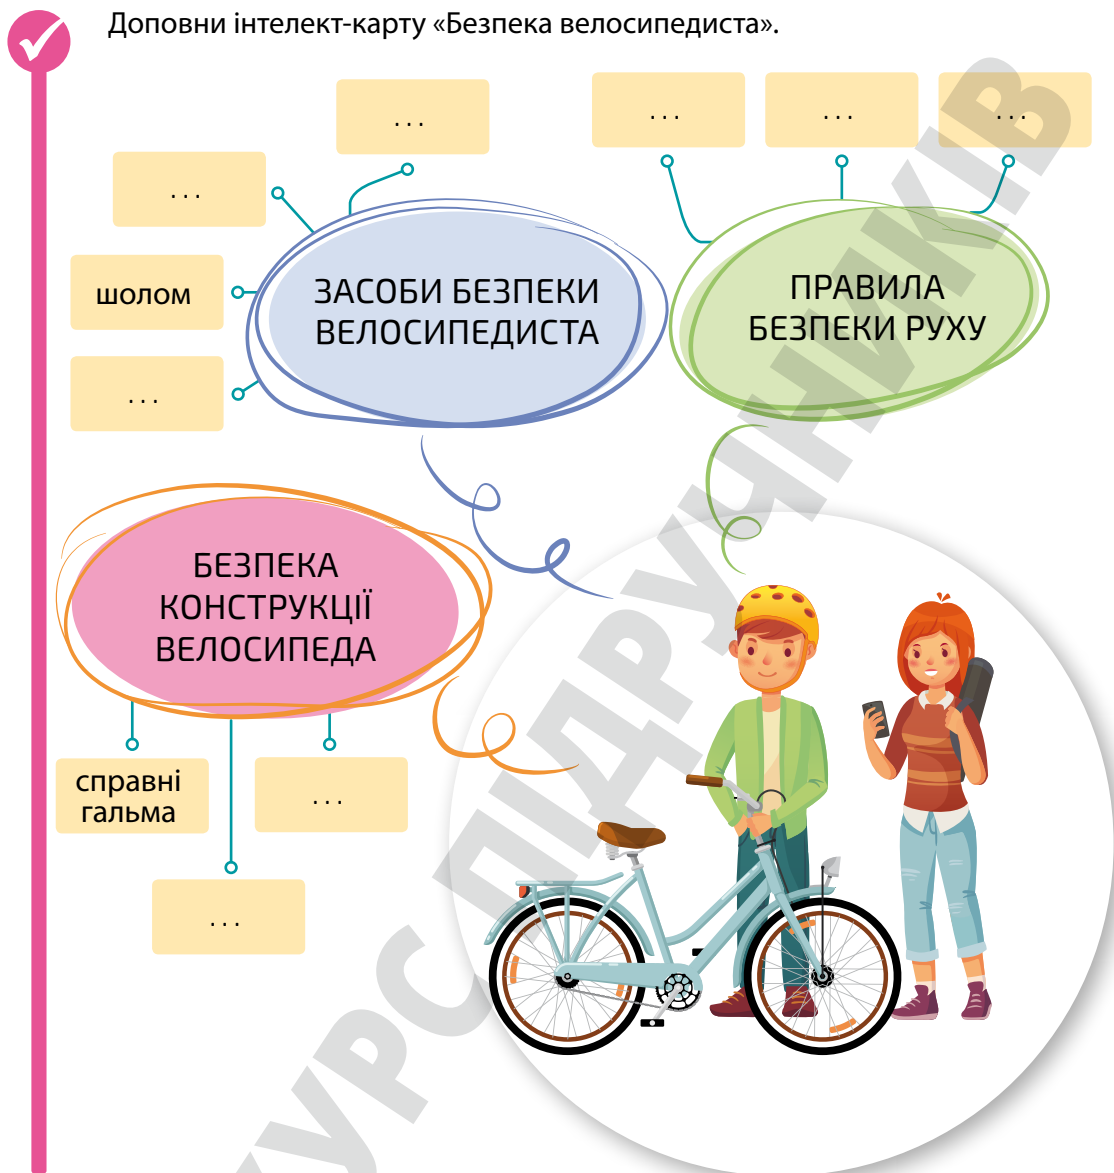 Доповни інтелект-карту «Безпека велосипедиста».
. . .
. . .
. . .
. . .
. . .
шолом
. . .
ЗАСОБИ БЕЗПЕКИ
ВЕЛОСИПЕДИСТА
ПРАВИЛА
БЕЗПЕКИ РУХУ
БЕЗПЕКА
КОНСТРУКЦІЇ
ВЕЛОСИПЕДА
справні
гальма
. . .
. . .
КУРС ПІДРУЧНИКІВ